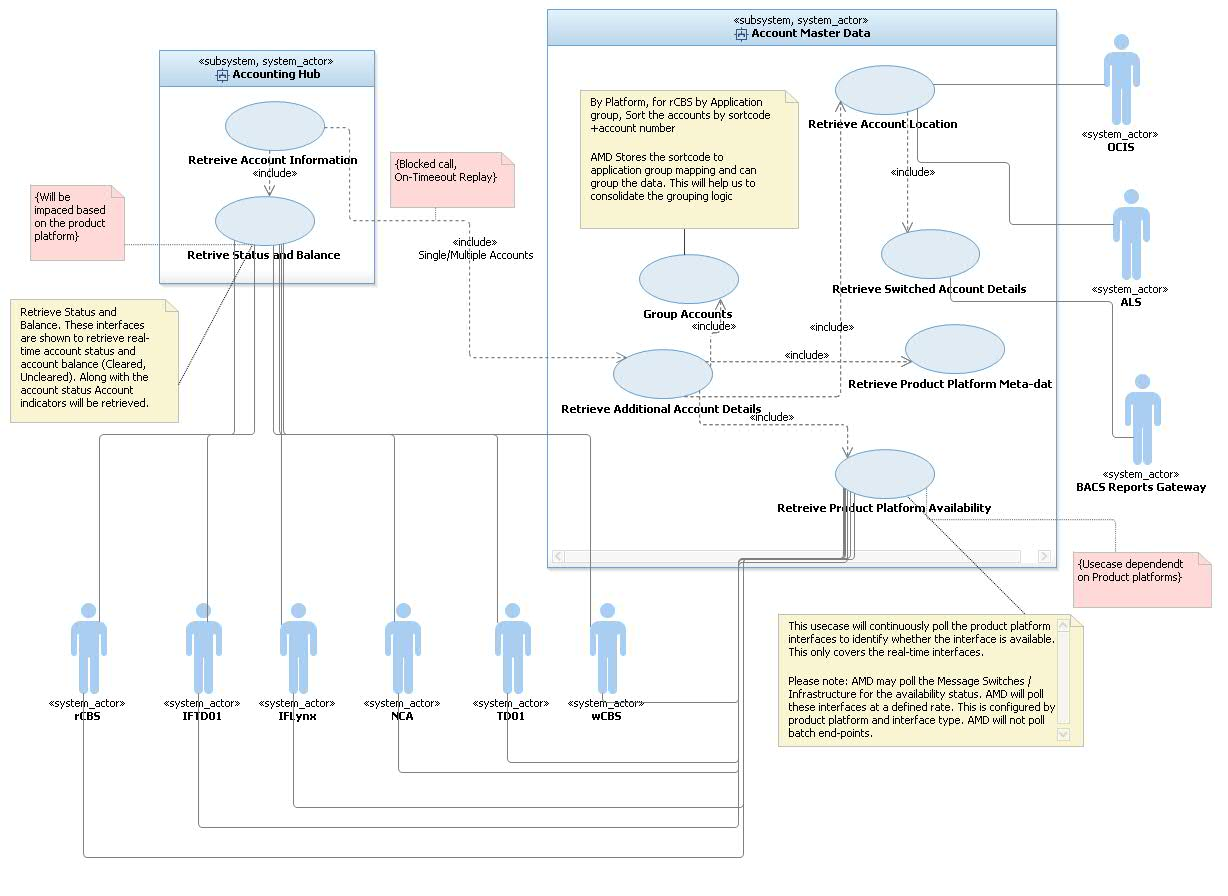 «subsystem, system_actor»
Accounting Hub
Retreive Account Information
«include»
Retrive Status and Balance
{Will be
impaced based
on the product
platform}
Retrieve Status and
Balance. These interfaces
are shown to retrieve real-
time account status and
account balance (Cleared,
Uncleared). Along with the
account status Account
indicators will be retrieved.
{Blocked call,
On-Timeeout Replay}
«include»
Single/Multiple Accounts
«subsystem, system_actor»
Account Master Data
By Platform, for rCBS by Application
group, Sort the accounts by sortcode
+account number
AMD Stores the sortcode to
application group mapping and can
group the data. This will help us to
consolidate the grouping logic
Retrieve Account Location
«include»
Retrieve Switched Account Details
Group Accounts
«include»
«include»
«include»
Retrieve Product Platform Meta-dat
Retrieve Additional Account Details
«include»
Retreive Product Platform Availability
«system_actor»
OCIS
«system_actor»
ALS
«system_actor»
BACS Reports Gateway
{Usecase dependendt
on Product platforms}
This usecase will continuously poll the product platform
interfaces to identify whether the interface is available.
This only covers the real-time interfaces.
Please note: AMD may poll the Message Switches /
Infrastructure for the availability status. AMD will poll
these interfaces at a defined rate. This is configured by
product platform and interface type. AMD will not poll
batch end-points.
«system_actor»
rCBS
«system_actor»
IFTD01
«system_actor»
IFLynx
«system_actor»
NCA
«system_actor»
TD01
«system_actor»
wCBS